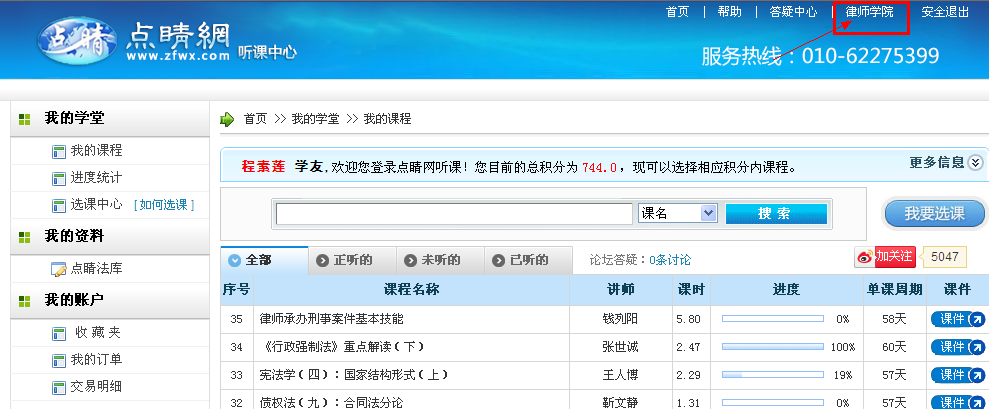 首页 | 帮助 | 答疑中心 | 律师学院 安全退出
点睛 点睛網
www.zfwx.com 听课中心
服务热线：010-62275399
我的学堂
我的课程
进度统计
选课中心 [如何选课]
我的资料
点睛法库
我的账户
收 藏 夹
我的订单
交易明细
首页 >> 我的学堂 >> 我的课程
程素莲 学友,欢迎您登录点睛网听课！您目前的总积分为 744.0 ，现可以选择相应积分内课程。
更多信息
课名
搜 索
我要选课
全部 正听的 未听的 已听的 论坛答疑：0条讨论
加关注 5047
序号 课程名称 讲师 课时 进度 单课周期 课件
35 律师承办刑事案件基本技能 钱列阳 5.80 0% 58天 课件
34 《行政强制法》重点解读（下） 张世诚 2.47 100% 60天 课件
33 宪法学（四）：国家结构形式（上） 王人博 2.29 19% 57天 课件
32 债权法（九）：合同法分论 靳文静 1.31 0% 57天 课件